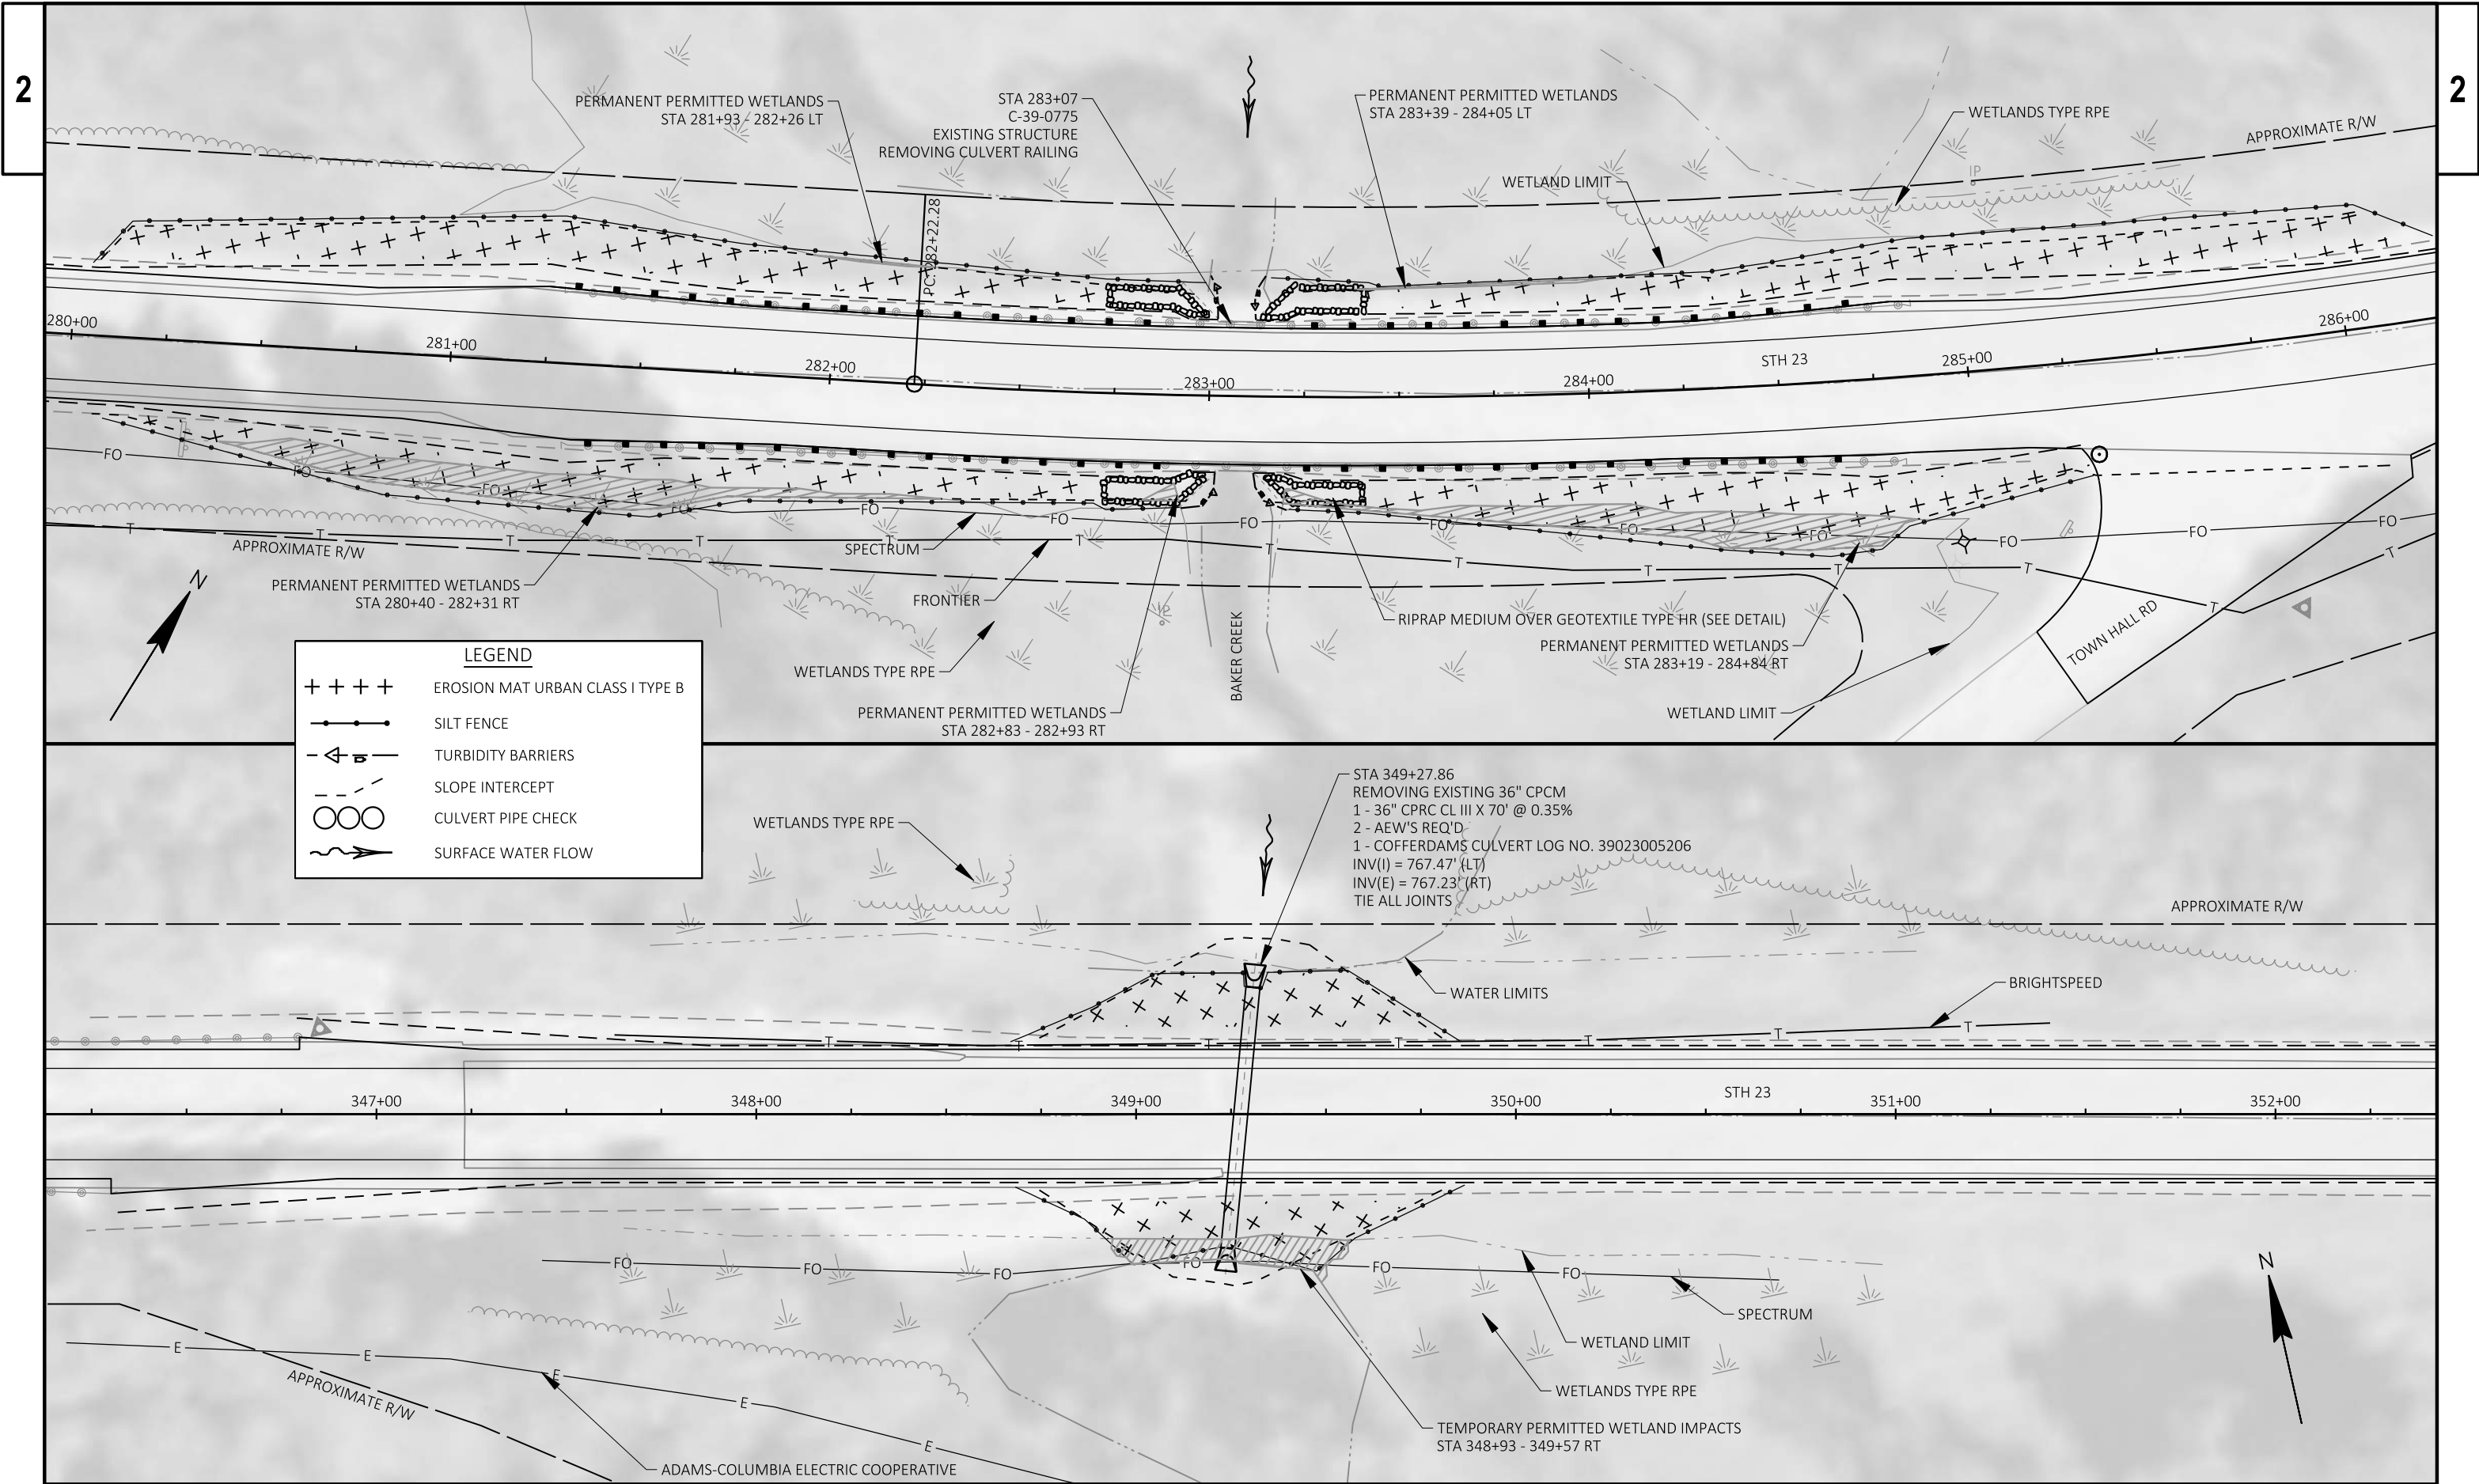 2
2
PERMANENT PERMITTED WETLANDS
STA 281+93 - 282+26 LT
STA 283+07
C-39-0775
EXISTING STRUCTURE
REMOVING CULVERT RAILING
PERMANENT PERMITTED WETLANDS
STA 283+39 - 284+05 LT
WETLANDS TYPE RPE
APPROXIMATE R/W
WETLAND LIMIT
IP
280+00
281+00
282+00
283+00
284+00
STH 23
285+00
286+00
FO
FO
FO
FO
FO
FO
FO
FO
FO
FO
FO
FO
FO
T
T
T
T
T
T
T
T
T
T
T
T
APPROXIMATE R/W
SPECTRUM
PERMANENT PERMITTED WETLANDS
STA 280+40 - 282+31 RT
FRONTIER
IP
N
WETLANDS TYPE RPE
BAKER CREEK
RIPRAP MEDIUM OVER GEOTEXTILE TYPE HR (SEE DETAIL)
PERMANENT PERMITTED WETLANDS
STA 283+19 - 284+84 RT
TOWN HALL RD
PERMANENT PERMITTED WETLANDS
STA 282+83 - 282+93 RT
WETLAND LIMIT
LEGEND
EROSION MAT URBAN CLASS I TYPE B
SILT FENCE
TURBIDITY BARRIERS
SLOPE INTERCEPT
CULVERT PIPE CHECK
SURFACE WATER FLOW
STA 349+27.86
REMOVING EXISTING 36" CPCM
1 - 36" CPRC CL III X 70' @ 0.35%
2 - AEW'S REQ'D
1 - COFFERDAMS CULVERT LOG NO. 39023005206
INV(I) = 767.47' (LT)
INV(E) = 767.23' (RT)
TIE ALL JOINTS
WETLANDS TYPE RPE
APPROXIMATE R/W
WATER LIMITS
BRIGHTSPEED
T
T
T
T
T
T
T
347+00
348+00
349+00
350+00
STH 23
351+00
352+00
FO
FO
FO
FO
FO
FO
N
SPECTRUM
WETLAND LIMIT
WETLANDS TYPE RPE
E
E
E
E
E
APPROXIMATE R/W
TEMPORARY PERMITTED WETLAND IMPACTS
STA 348+93 - 349+57 RT
ADAMS-COLUMBIA ELECTRIC COOPERATIVE